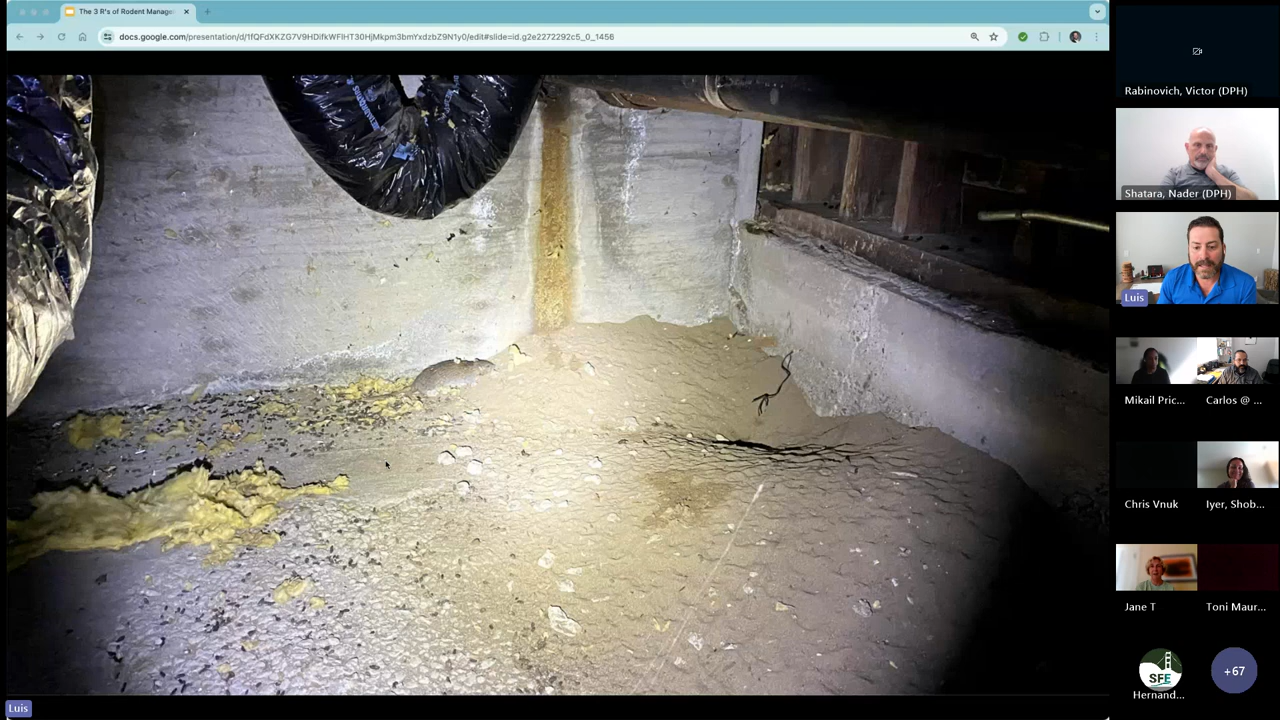 The 3 R's of Rodent Manage
docs.google.com/presentation/d/1fQFdXKZG7V9HDifkWFlHT30HjMkpm3bmYxdzbZ9N1y0/edit#slide=id.g2e2272292c5_0_1456
Rabinovich, Victor (DPH)
Shatara, Nader (DPH)
Luis
Mikail Pric...
Carlos @ ...
Chris Vnuk
Iyer, Shob...
Jane T
Toni Maur...
SFE
Hernand...
+67
Luis